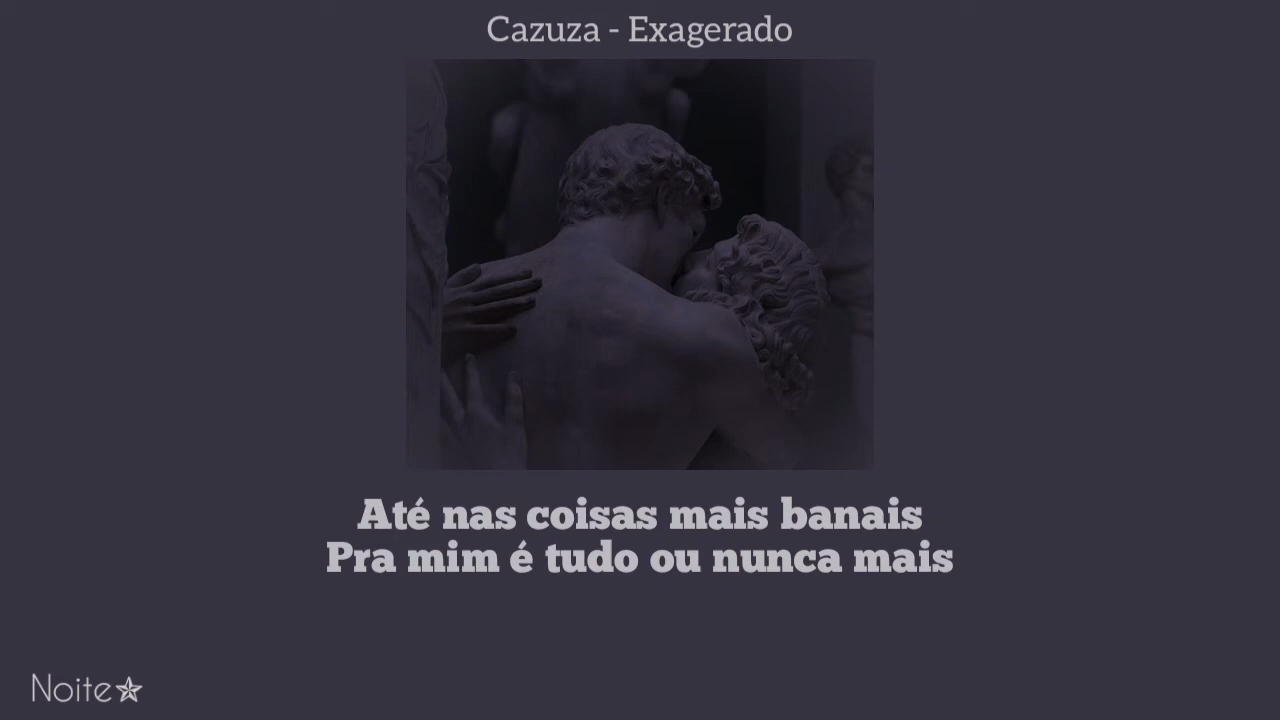 Cazuza - Exagerado
Até nas coisas mais banais
Pra mim é tudo ou nunca mais
Noite